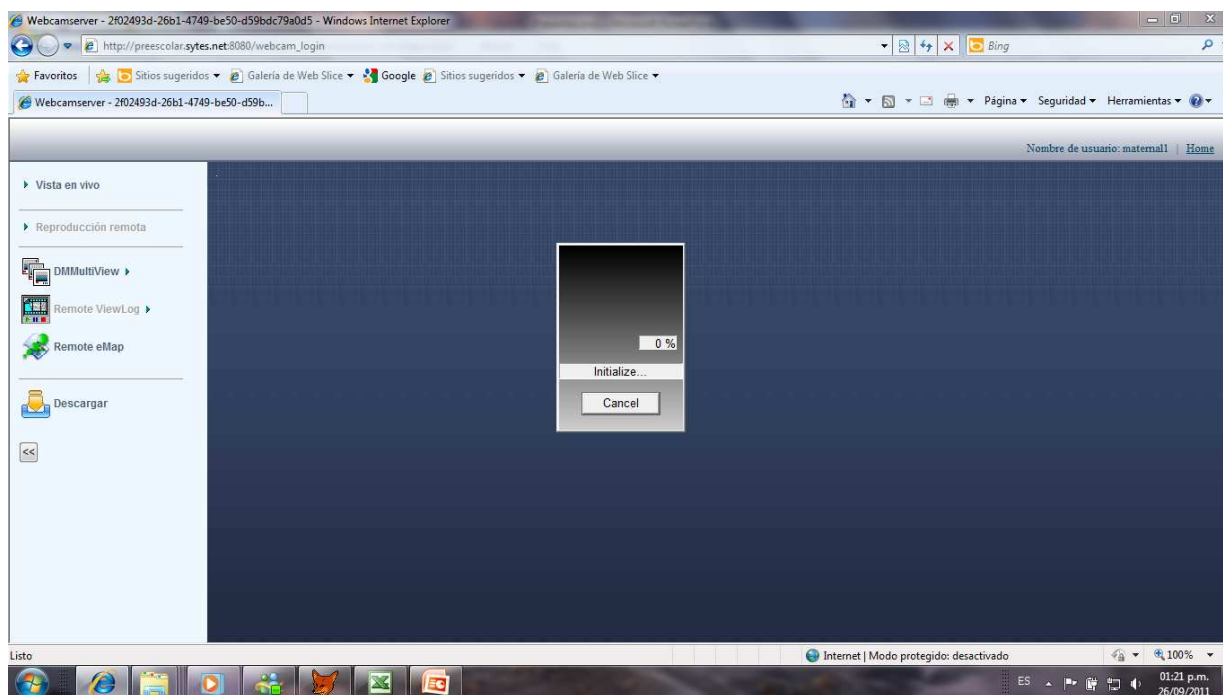 Webcamserver - 2f02493d-26b1-4749-be50-d59bdc79a0d5 - Windows Internet Explorer
http://preescolar.sytes.net:8080/webcam_login
Bing
Favoritos
Sitios sugeridos
Galería de Web Slice
Google
Sitios sugeridos
Galería de Web Slice
Webcamserver - 2f02493d-26b1-4749-be50-d59b...
Página
Seguridad
Herramientas
Nombre de usuario: maternal1 | Home
Vista en vivo
Reproducción remota
DMMultiView
Remote ViewLog
Remote eMap
Descargar
<<
0 %
Initialize...
Cancel
Listo
Internet | Modo protegido: desactivado
100%
ES
01:21 p.m.
26/09/2011